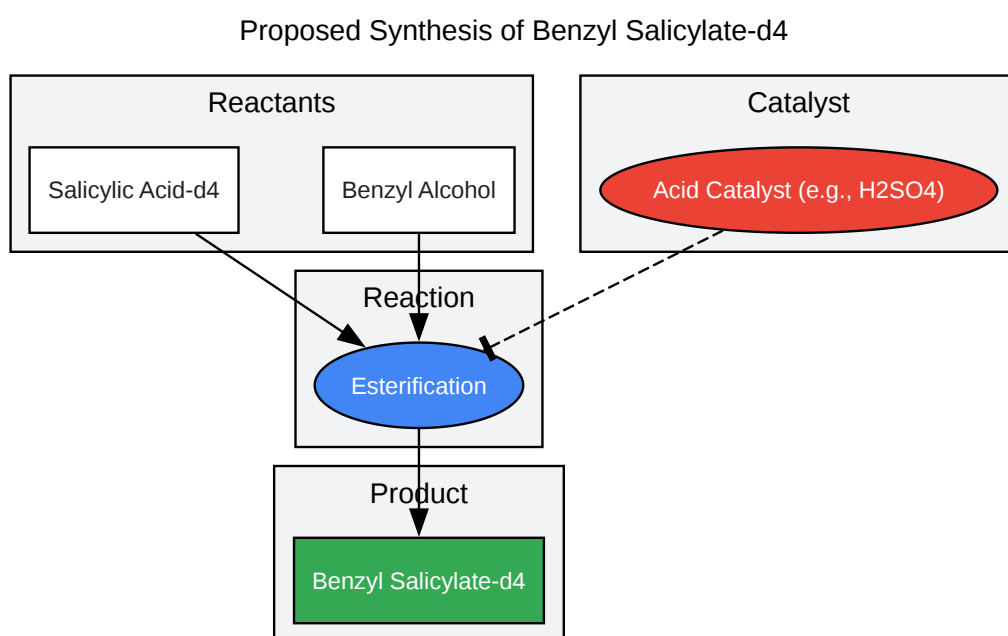 Proposed Synthesis of Benzyl Salicylate-d4
Reactants
Catalyst
Salicylic Acid-d4
Benzyl Alcohol
Acid Catalyst (e.g., H2SO4)
Reaction
Esterification
Product
Benzyl Salicylate-d4